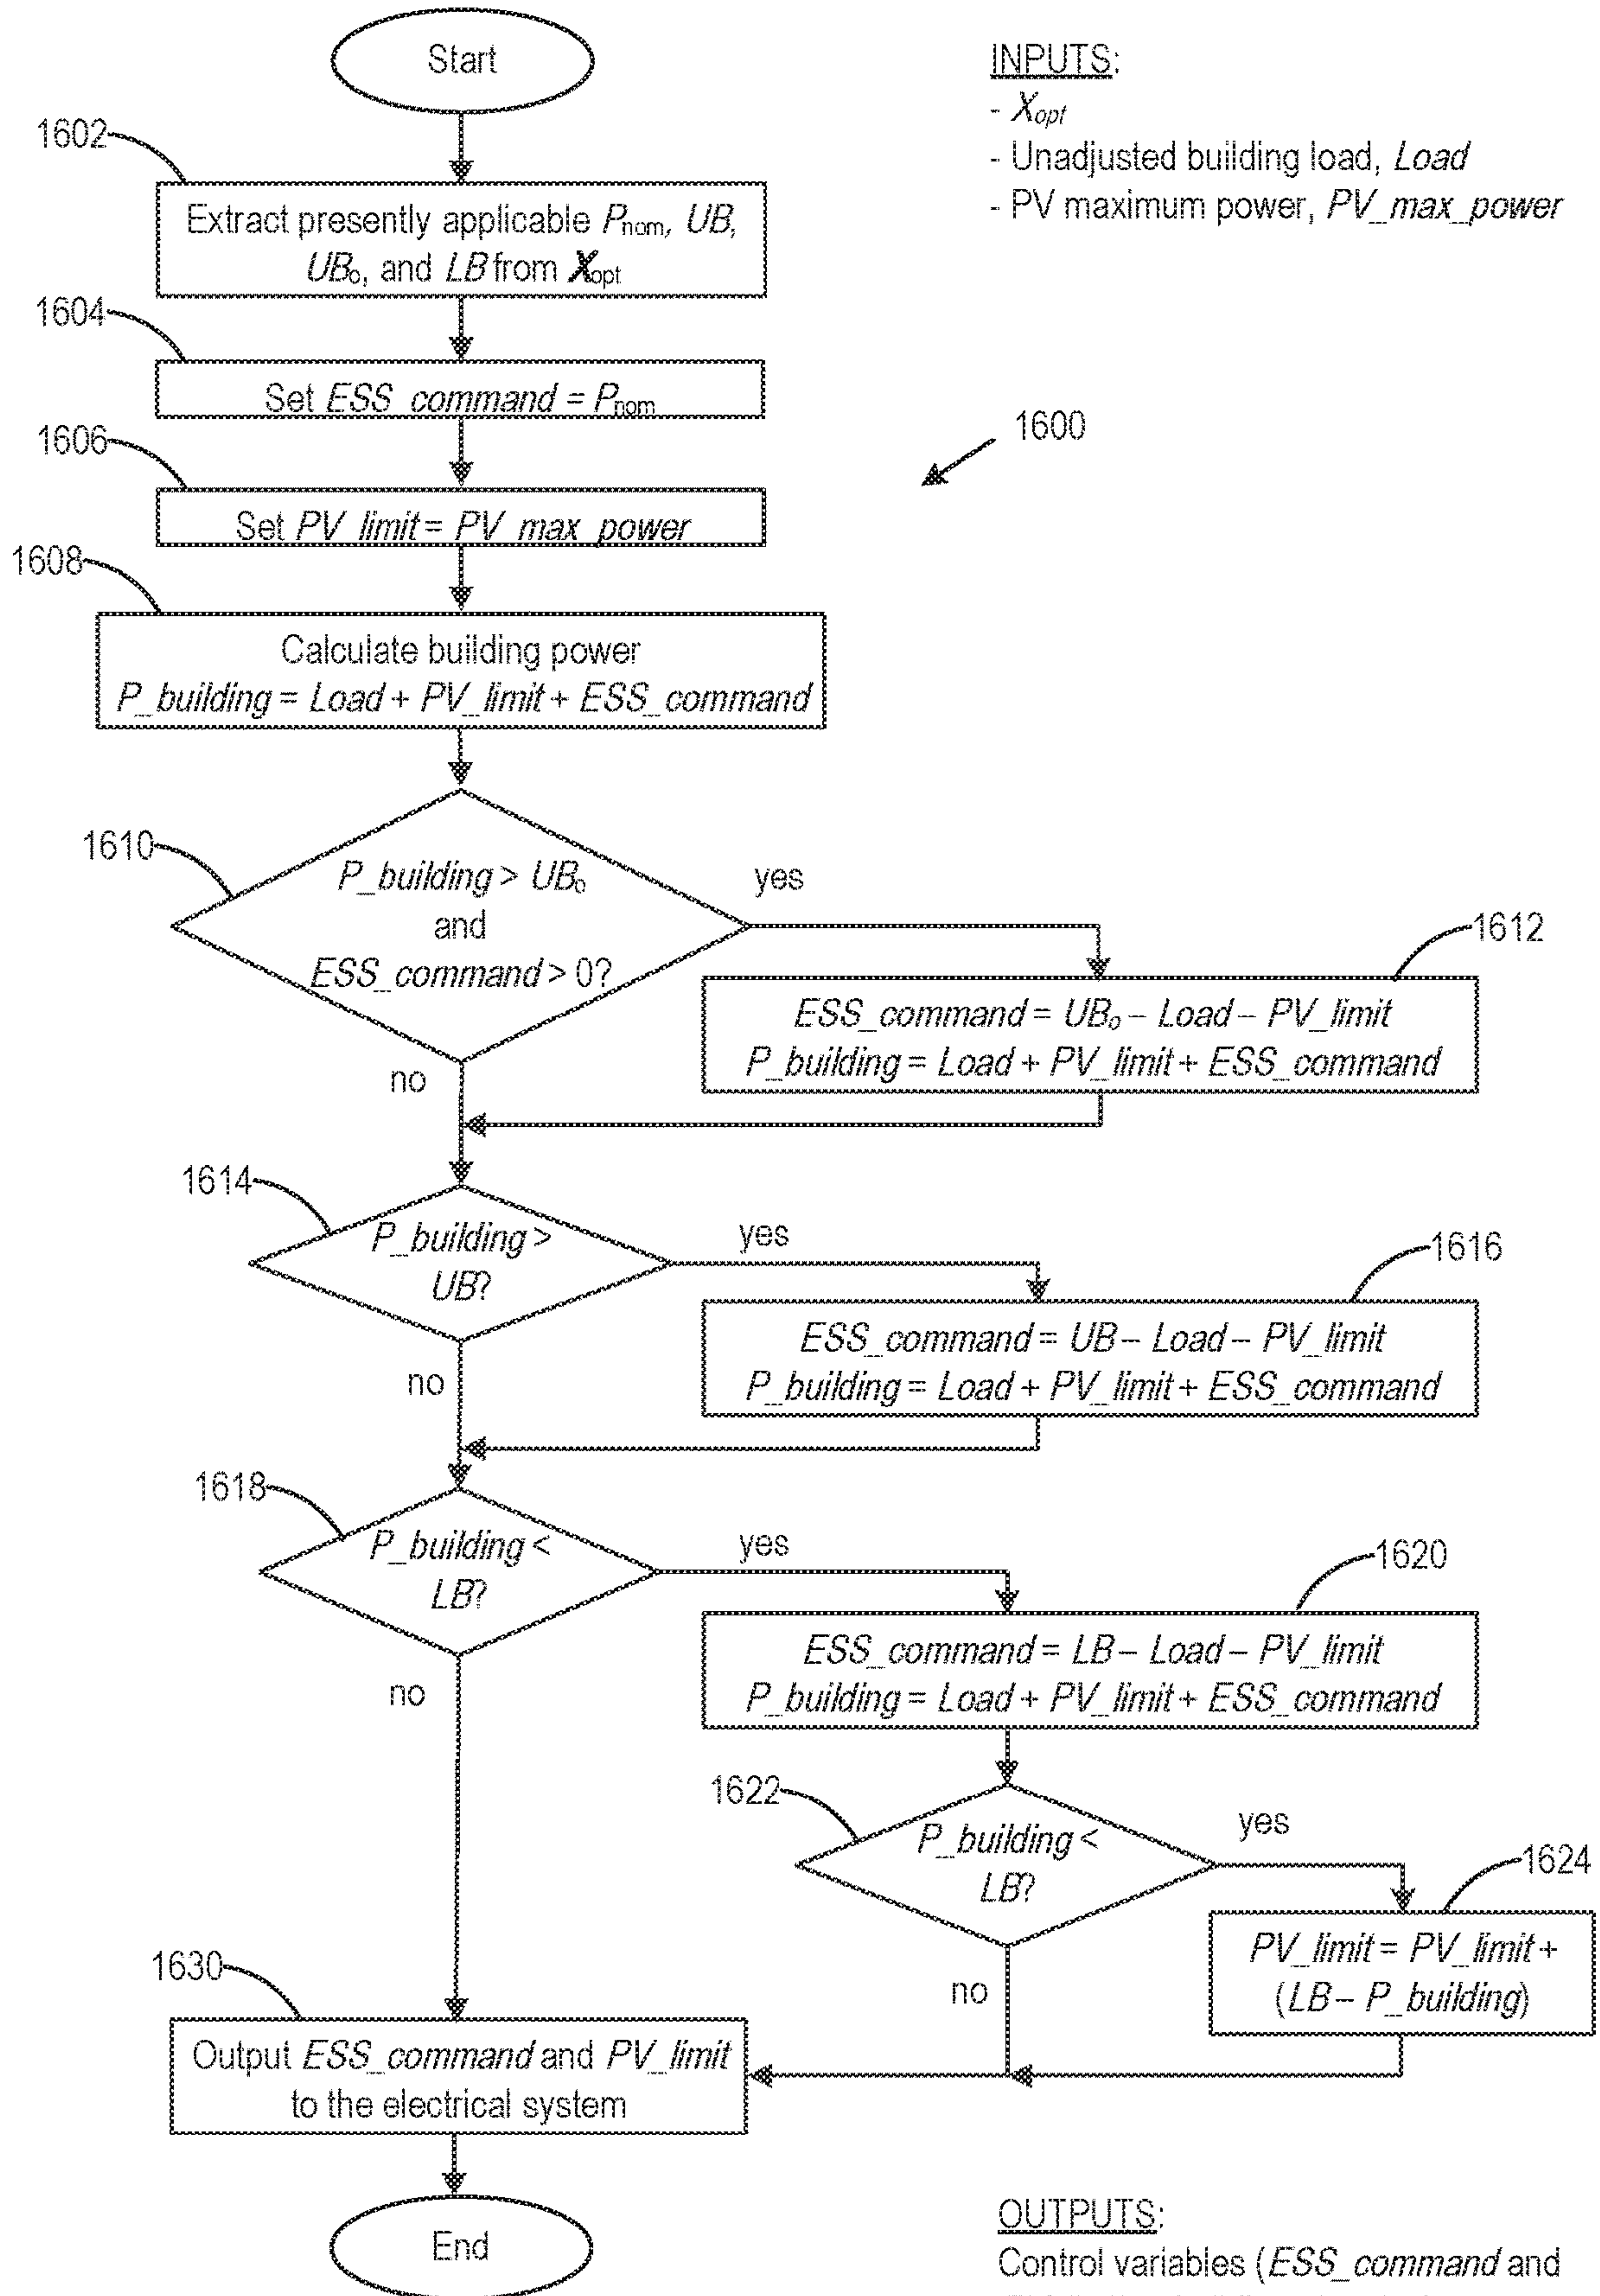 Start
INPUTS:
- Xopt
- Unadjusted building load, Load
- PV maximum power, PV_max_power
1602
Extract presently applicable Pnom, UB,
UB0, and LB from Xopt
1604
Set ESS_command = Pnom
1600
1606
Set PV_limit = PV_max_power
1608
Calculate building power
P_building = Load + PV_limit + ESS_command
1610
P_building > UB0
and
ESS_command > 0?
yes
no
1612
ESS_command = UB0 – Load – PV_limit
P_building = Load + PV_limit + ESS_command
1614
P_building >
UB?
yes
no
1616
ESS_command = UB – Load – PV_limit
P_building = Load + PV_limit + ESS_command
1618
P_building <
LB?
yes
no
1620
ESS_command = LB – Load – PV_limit
P_building = Load + PV_limit + ESS_command
1622
P_building <
LB?
yes
no
1624
PV_limit = PV_limit +
(LB – P_building)
1630
Output ESS_command and PV_limit
to the electrical system
End
OUTPUTS:
Control variables (ESS_command and